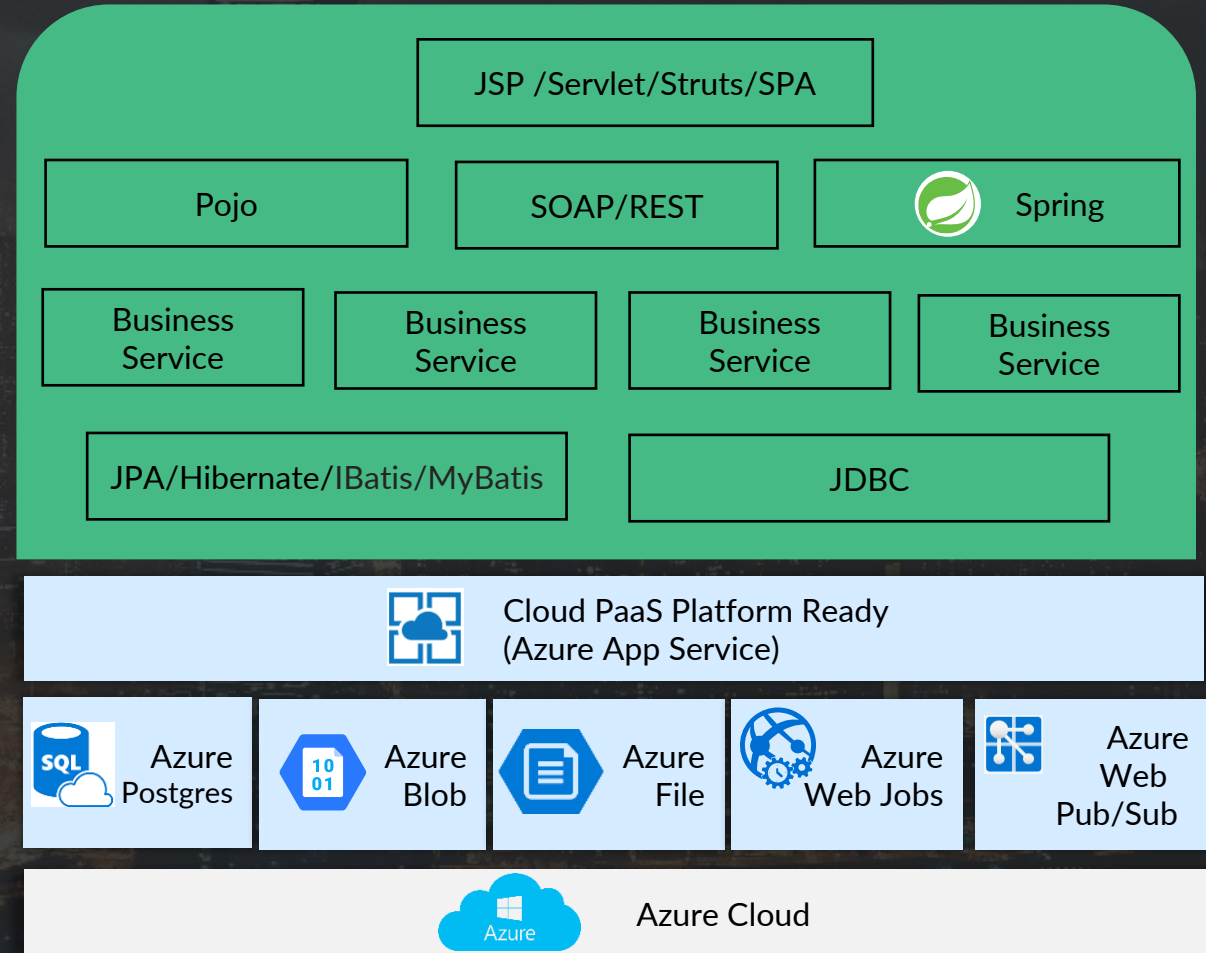 JSP /Servlet/Struts/SPA
Pojo
SOAP/REST
Spring
Business
Service
Business
Service
Business
Service
Business
Service
JPA/Hibernate/IBatis/MyBatis
JDBC
Cloud PaaS Platform Ready
(Azure App Service)
SQL
Azure
Postgres
10
01
Azure
Blob
Azure
File
Azure
Web Jobs
Azure
Web
Pub/Sub
Azure
Azure Cloud